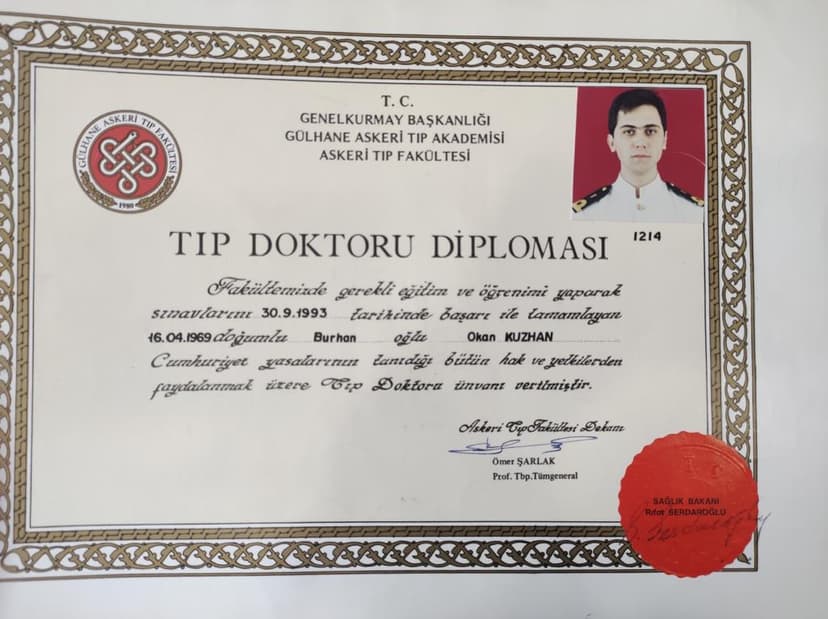 T. C.
GENELKURMAY BAŞKANLIĞI
GÜLHANE ASKERİ TIP AKADEMİSİ
ASKERİ TIP FAKÜLTESİ
GÜLHANE ASKERİ TIP FAKÜLTESİ
1980
1214
TIP DOKTORU DİPLOMASI
Fakültemizde gerekli eğitim ve öğrenimi yaparak
sınavlarını 30.9.1993 tarihinde başarı ile tamamlayan
16.04.1969 doğumlu Burhan oğlu Okan KUZHAN
Cumhuriyet yasalarının tanıdığı bütün hak ve yetkilerden
faydalanmak üzere Tıp Doktoru ünvanı verilmiştir.
Askeri Tıp Fakültesi Dekanı
Ömer ŞARLAK
Prof. Tbp.Tümgeneral
T C
SAĞLIK BAKANI
Rıfat SERDAROĞLU